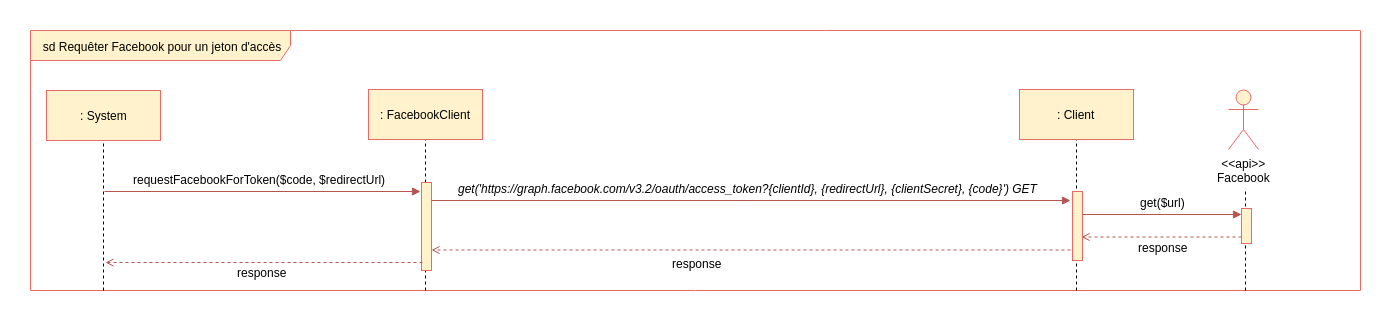 sd Requêter Facebook pour un jeton d'accès
: System
: FacebookClient
: Client
<<api>>
Facebook
requestFacebookForToken($code, $redirectUrl)
get('https://graph.facebook.com/v3.2/oauth/access_token?{clientId}, {redirectUrl}, {clientSecret}, {code}') GET
get($url)
response
response
response